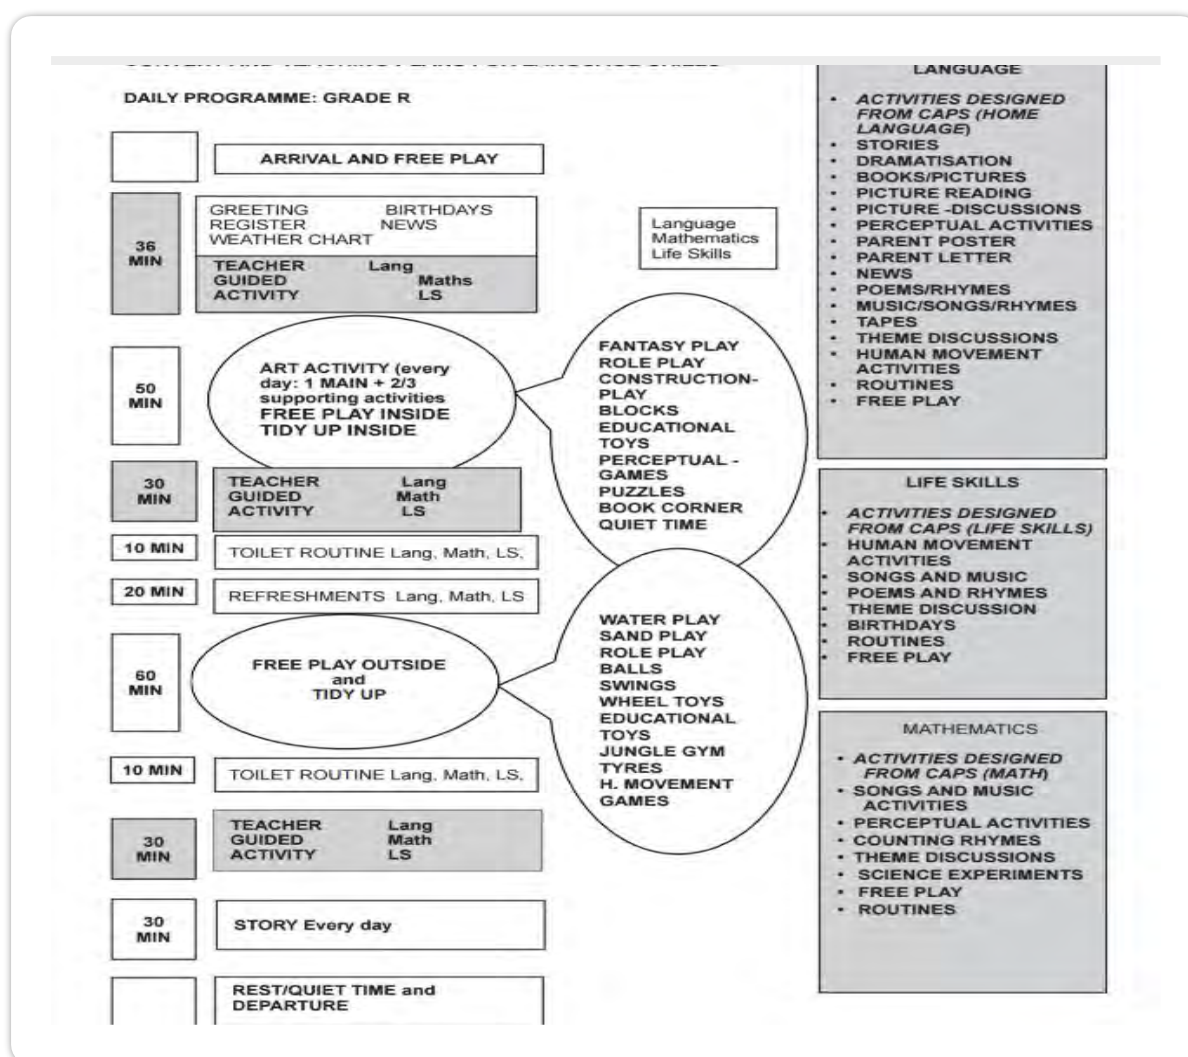 DAILY PROGRAMME: GRADE R
ARRIVAL AND FREE PLAY
36
MIN
GREETING BIRTHDAYS
REGISTER NEWS
WEATHER CHART
TEACHER Lang
GUIDED Maths
ACTIVITY LS
50
MIN
ART ACTIVITY (every
day: 1 MAIN + 2/3
supporting activities
FREE PLAY INSIDE
TIDY UP INSIDE
30
MIN
TEACHER Lang
GUIDED Math
ACTIVITY LS
10 MIN
TOILET ROUTINE Lang, Math, LS,
20 MIN
REFRESHMENTS Lang, Math, LS
60
MIN
FREE PLAY OUTSIDE
and
TIDY UP
10 MIN
TOILET ROUTINE Lang, Math, LS,
30
MIN
TEACHER Lang
GUIDED Math
ACTIVITY LS
30
MIN
STORY Every day
REST/QUIET TIME and
DEPARTURE
Language
Mathematics
Life Skills
FANTASY PLAY
ROLE PLAY
CONSTRUCTION-
PLAY
BLOCKS
EDUCATIONAL
TOYS
PERCEPTUAL -
GAMES
PUZZLES
BOOK CORNER
QUIET TIME
WATER PLAY
SAND PLAY
ROLE PLAY
BALLS
SWINGS
WHEEL TOYS
EDUCATIONAL
TOYS
JUNGLE GYM
TYRES
H. MOVEMENT
GAMES
LANGUAGE
• ACTIVITIES DESIGNED
FROM CAPS (HOME
LANGUAGE)
• STORIES
• DRAMATISATION
• BOOKS/PICTURES
• PICTURE READING
• PICTURE -DISCUSSIONS
• PERCEPTUAL ACTIVITIES
• PARENT POSTER
• PARENT LETTER
• NEWS
• POEMS/RHYMES
• MUSIC/SONGS/RHYMES
• TAPES
• THEME DISCUSSIONS
• HUMAN MOVEMENT
ACTIVITIES
• ROUTINES
• FREE PLAY
LIFE SKILLS
• ACTIVITIES DESIGNED
FROM CAPS (LIFE SKILLS)
• HUMAN MOVEMENT
ACTIVITIES
• SONGS AND MUSIC
• POEMS AND RHYMES
• THEME DISCUSSION
• BIRTHDAYS
• ROUTINES
• FREE PLAY
MATHEMATICS
• ACTIVITIES DESIGNED
FROM CAPS (MATH)
• SONGS AND MUSIC
ACTIVITIES
• PERCEPTUAL ACTIVITIES
• COUNTING RHYMES
• THEME DISCUSSIONS
• SCIENCE EXPERIMENTS
• FREE PLAY
• ROUTINES